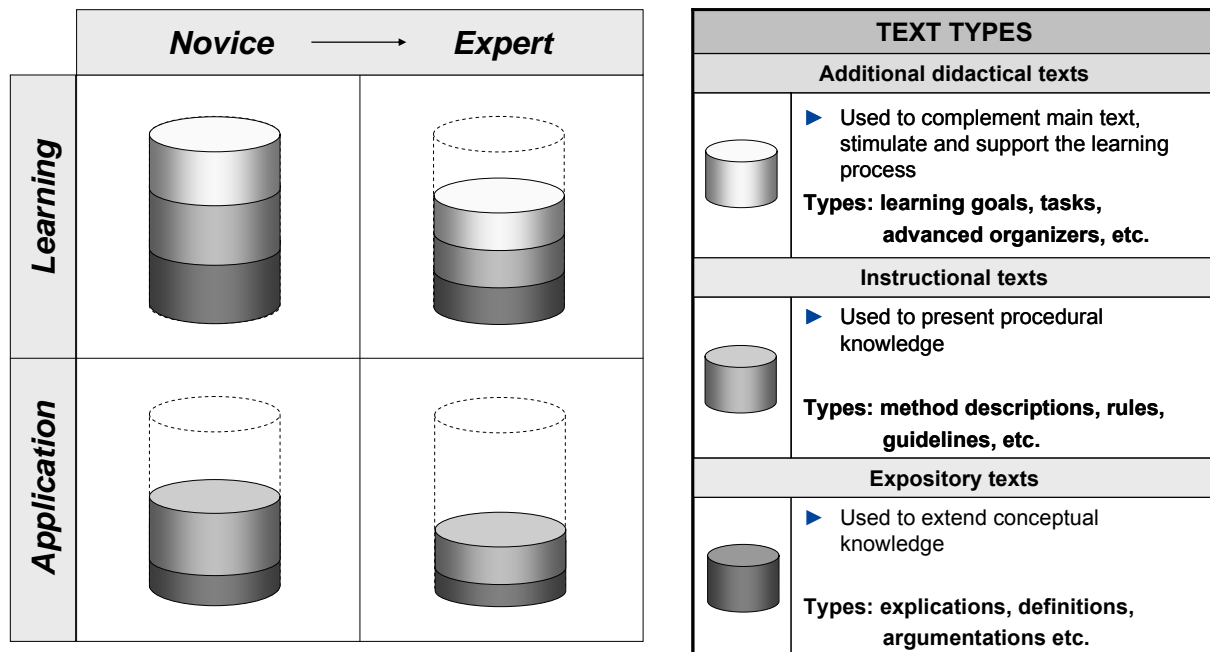 Novice
Expert
Learning
Application
TEXT TYPES
Additional didactical texts
► Used to complement main text,
stimulate and support the learning
process
Types: learning goals, tasks,
advanced organizers, etc.
Instructional texts
► Used to present procedural
knowledge
Types: method descriptions, rules,
guidelines, etc.
Expository texts
► Used to extend conceptual
knowledge
Types: explications, definitions,
argumentations etc.